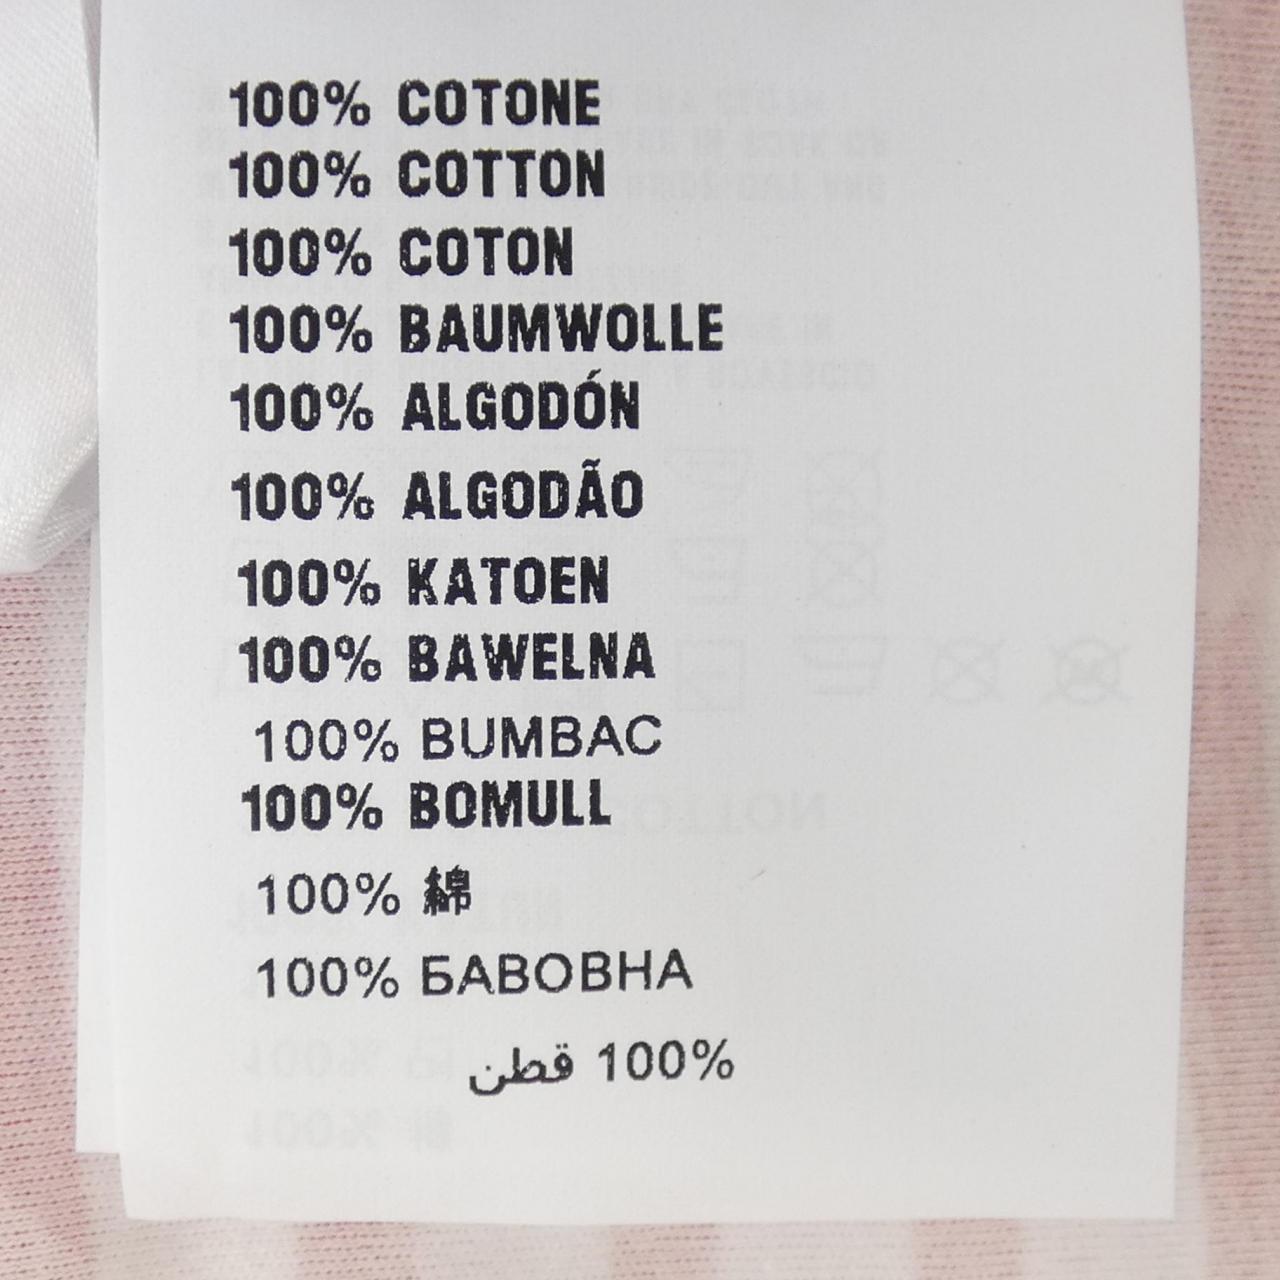 100% COTONE
100% COTTON
100% COTON
100% BAUMWOLLE
100% ALGODÓN
100% ALGODÃO
100% KATOEN
100% BAWELNA
100% BUMBAC
100% BOMULL
100% 綿
100% БАВОВНА
100% قطن